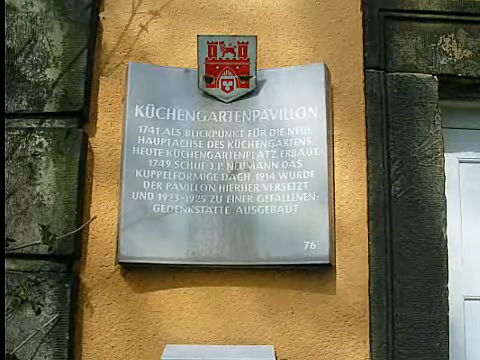 KÜCHENGARTENPAVILLON
1741 ALS BLICKPUNKT FÜR DIE NEUE
HAUPTACHSE DES KÜCHENGARTENS,
HEUTE KÜCHENGARTENPLATZ, ERBAUT.
1749 SCHUF J. P. NEUMANN DAS
KUPPELFÖRMIGE DACH. 1914 WURDE
DER PAVILLON HIERHER VERSETZT
UND 1923-1925 ZU EINER GEFALLENEN-
GEDENKSTÄTTE AUSGEBAUT.
76